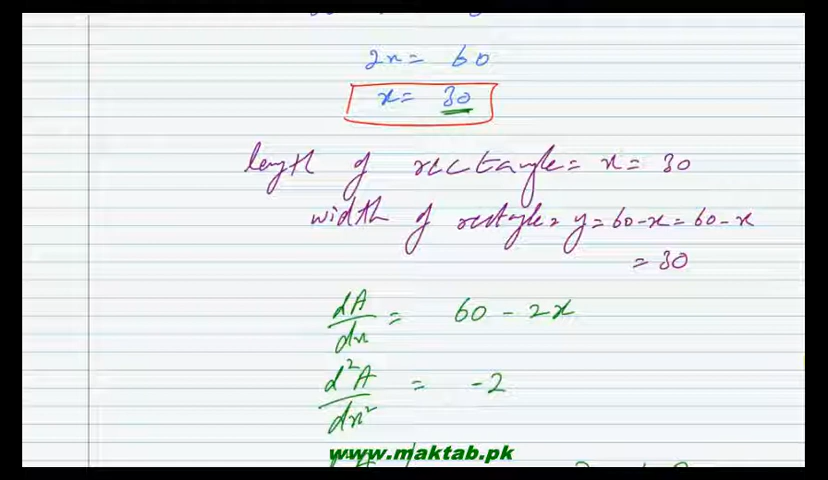 2x = 60
x = 30
length of rectangle = x = 30
width of rectgle = y = 60-x = 60-x
= 30
dA/dx = 60 - 2x
d²A/dx² = -2
www.maktab.pk